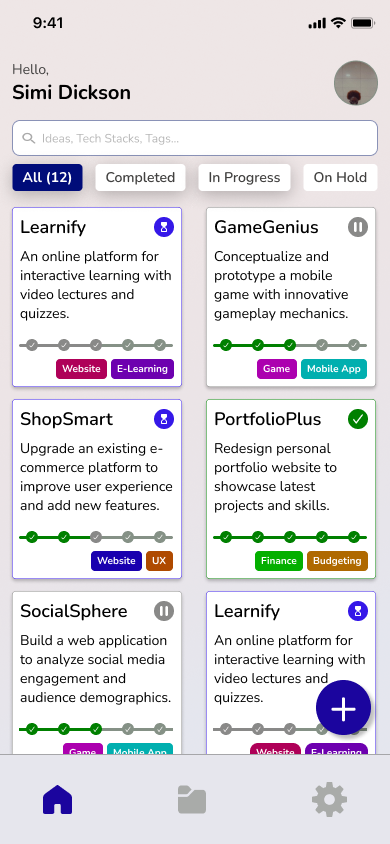 9:41
Hello,
Simi Dickson
Ideas, Tech Stacks, Tags...
All (12)
Completed
In Progress
On Hold
Learnify
An online platform for
interactive learning with
video lectures and
quizzes.
Website
E-Learning
GameGenius
Conceptualize and
prototype a mobile
game with innovative
gameplay mechanics.
Game
Mobile App
ShopSmart
Upgrade an existing e-
commerce platform to
improve user experience
and add new features.
Website
UX
PortfolioPlus
Redesign personal
portfolio website to
showcase latest
projects and skills.
Finance
Budgeting
SocialSphere
Build a web application
to analyze social media
engagement and
audience demographics.
Game
Mobile App
Learnify
An online platform for
interactive learning with
video lectures and
quizzes.
Website
E-Learning